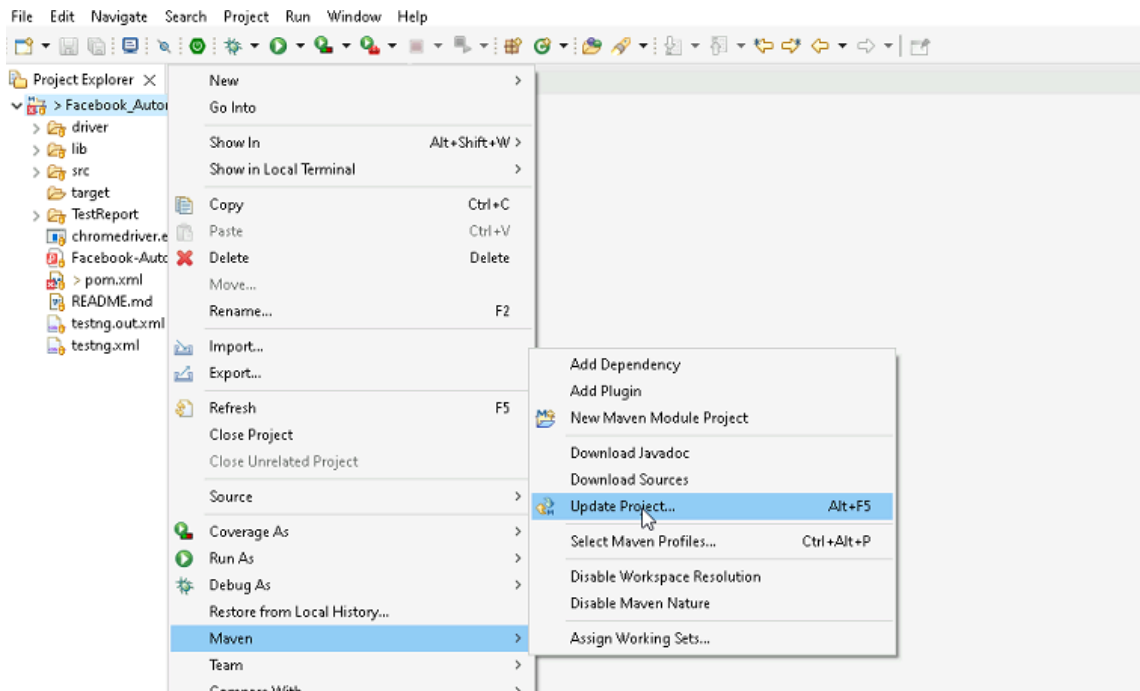 File Edit Navigate Search Project Run Window Help
Project Explorer
> Facebook_Autor
driver
lib
src
target
TestReport
chromedriver.e
Facebook-Auto
> pom.xml
README.md
testng.out.xml
testng.xml
New
Go Into
Show In Alt+Shift+W
Show in Local Terminal
Copy Ctrl+C
Paste Ctrl+V
Delete Delete
Move...
Rename... F2
Import...
Export...
Refresh F5
Close Project
Close Unrelated Project
Source
Coverage As
Run As
Debug As
Restore from Local History...
Maven
Team
Compare With
Add Dependency
Add Plugin
New Maven Module Project
Download Javadoc
Download Sources
Update Project... Alt+F5
Select Maven Profiles... Ctrl+Alt+P
Disable Workspace Resolution
Disable Maven Nature
Assign Working Sets...